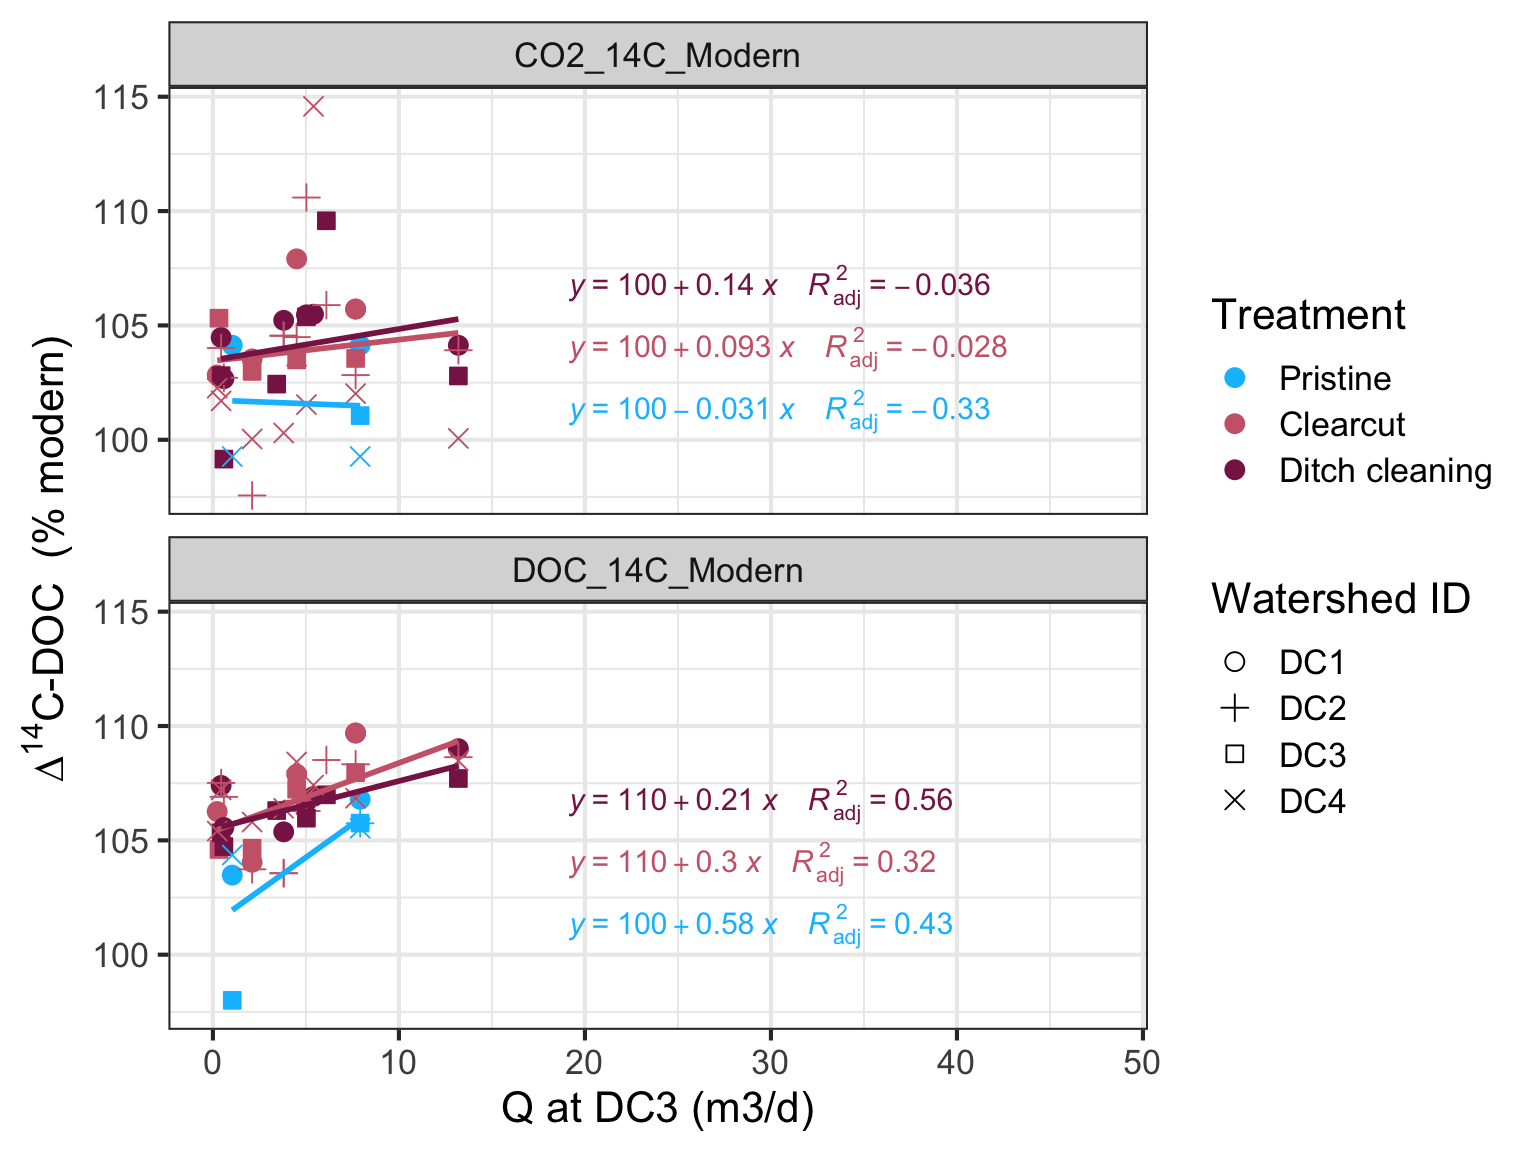 CO2_14C_Modern
115
110
105
100
y = 100 + 0.14 x R²adj = −0.036
y = 100 + 0.093 x R²adj = −0.028
y = 100 − 0.031 x R²adj = −0.33
DOC_14C_Modern
115
110
105
100
y = 110 + 0.21 x R²adj = 0.56
y = 110 + 0.3 x R²adj = 0.32
y = 100 + 0.58 x R²adj = 0.43
0 10 20 30 40 50
Q at DC3 (m3/d)
Δ¹⁴C-DOC (% modern)
Treatment
Pristine
Clearcut
Ditch cleaning
Watershed ID
DC1
DC2
DC3
DC4